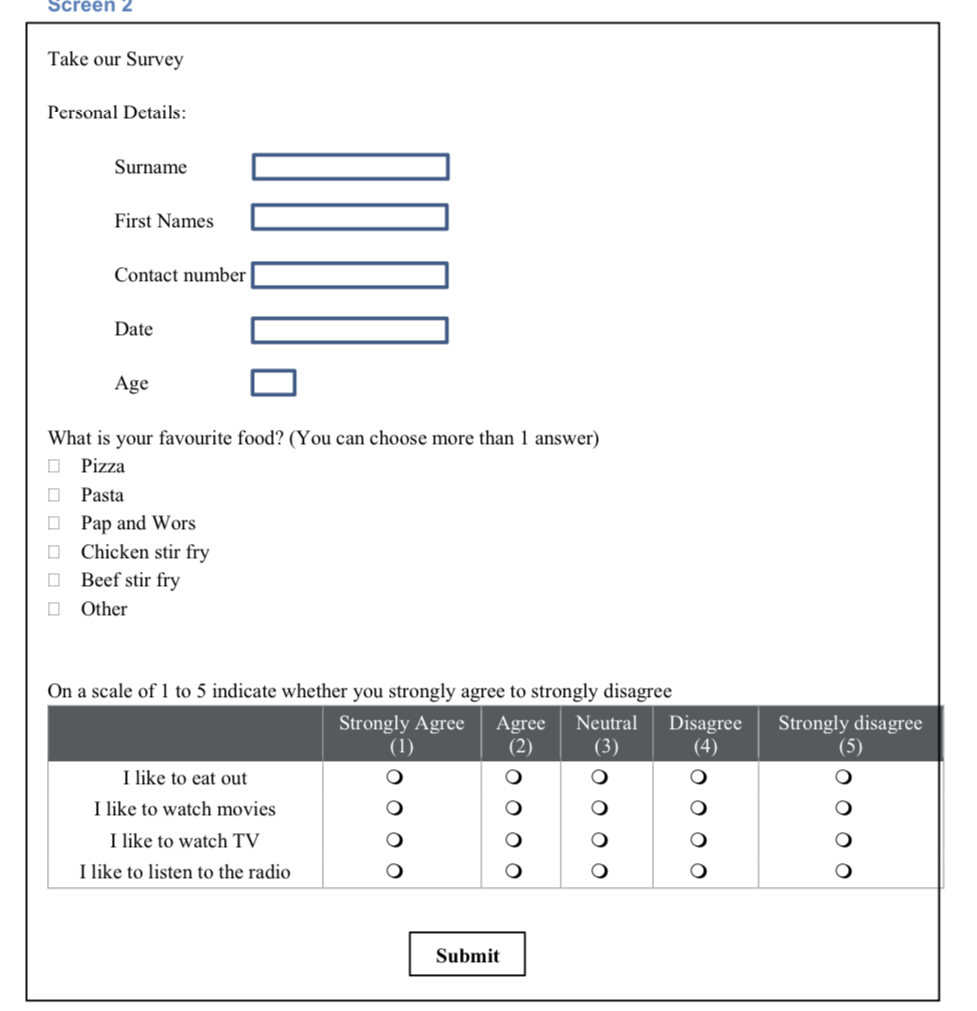 Screen 2
Take our Survey
Personal Details:
Surname
First Names
Contact number
Date
Age
What is your favourite food? (You can choose more than 1 answer)
Pizza
Pasta
Pap and Wors
Chicken stir fry
Beef stir fry
Other
On a scale of 1 to 5 indicate whether you strongly agree to strongly disagree
Strongly Agree (1) Agree (2) Neutral (3) Disagree (4) Strongly disagree (5)
I like to eat out
I like to watch movies
I like to watch TV
I like to listen to the radio
Submit